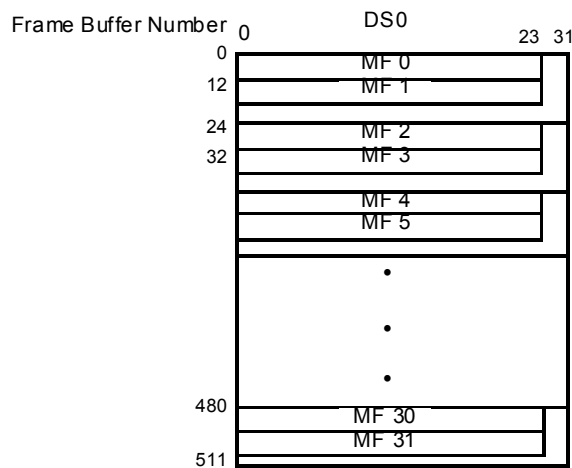 Frame Buffer Number 0 DS0 23 31
0 MF 0
12 MF 1
24 MF 2
32 MF 3
MF 4
MF 5
480 MF 30
MF 31
511